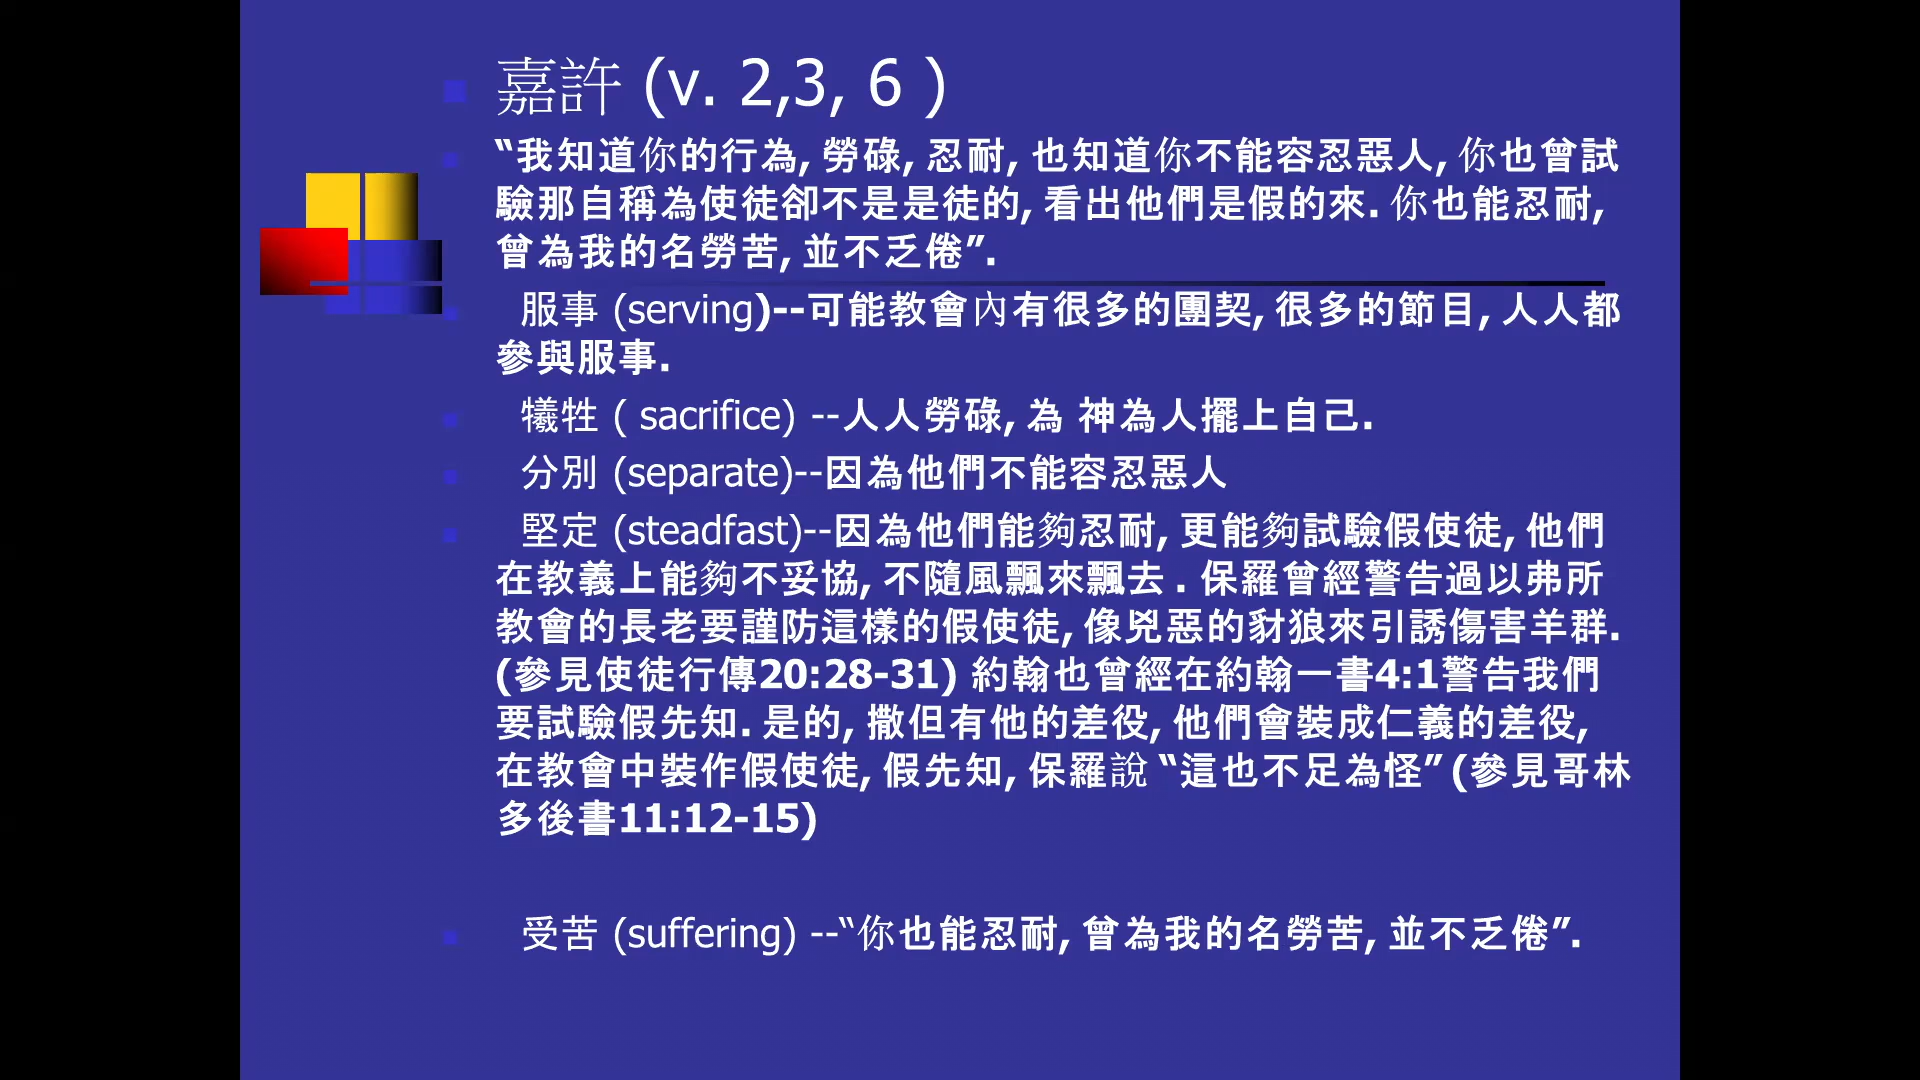 嘉許 (v. 2,3, 6 )
“我知道你的行為, 勞碌, 忍耐, 也知道你不能容忍惡人, 你也曾試
驗那自稱為使徒卻不是是徒的, 看出他們是假的來. 你也能忍耐,
曾為我的名勞苦, 並不乏倦”.
服事 (serving)--可能教會內有很多的團契, 很多的節目, 人人都
參與服事.
犧牲 ( sacrifice) --人人勞碌, 為 神為人擺上自己.
分別 (separate)--因為他們不能容忍惡人
堅定 (steadfast)--因為他們能夠忍耐, 更能夠試驗假使徒, 他們
在教義上能夠不妥協, 不隨風飄來飄去 . 保羅曾經警告過以弗所
教會的長老要謹防這樣的假使徒, 像兇惡的豺狼來引誘傷害羊群.
(參見使徒行傳20:28-31) 約翰也曾經在約翰一書4:1警告我們
要試驗假先知. 是的, 撒但有他的差役, 他們會裝成仁義的差役,
在教會中裝作假使徒, 假先知, 保羅說 “這也不足為怪” (參見哥林
多後書11:12-15)
受苦 (suffering) --“你也能忍耐, 曾為我的名勞苦, 並不乏倦”.